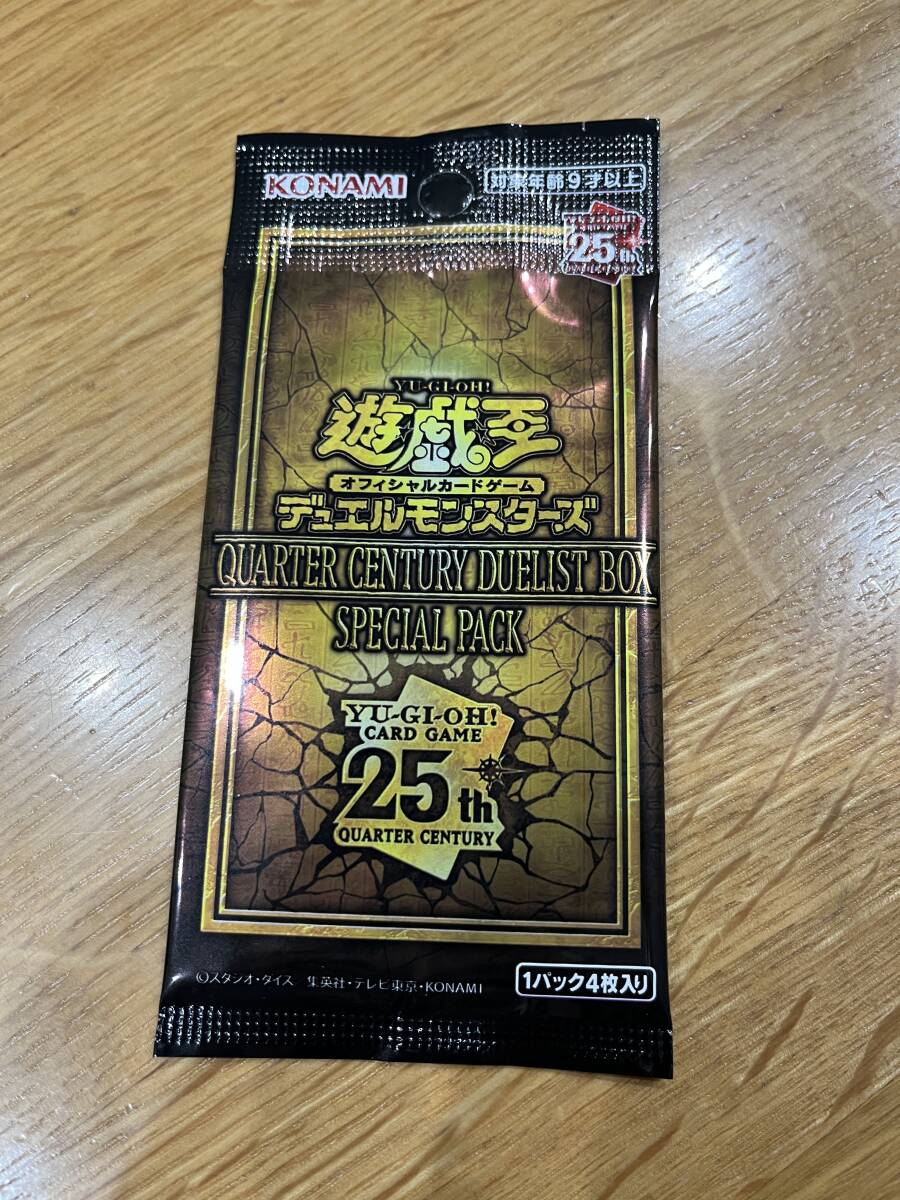 KONAMI
対象年齢9才以上
YU-GI-OH!
25th
YU-GI-OH!
遊戯王
オフィシャルカードゲーム
デュエルモンスターズ
QUARTER CENTURY DUELIST BOX
SPECIAL PACK
YU-GI-OH!
CARD GAME
25th
QUARTER CENTURY
©スタジオ・ダイス 集英社・テレビ東京・KONAMI
1パック4枚入り